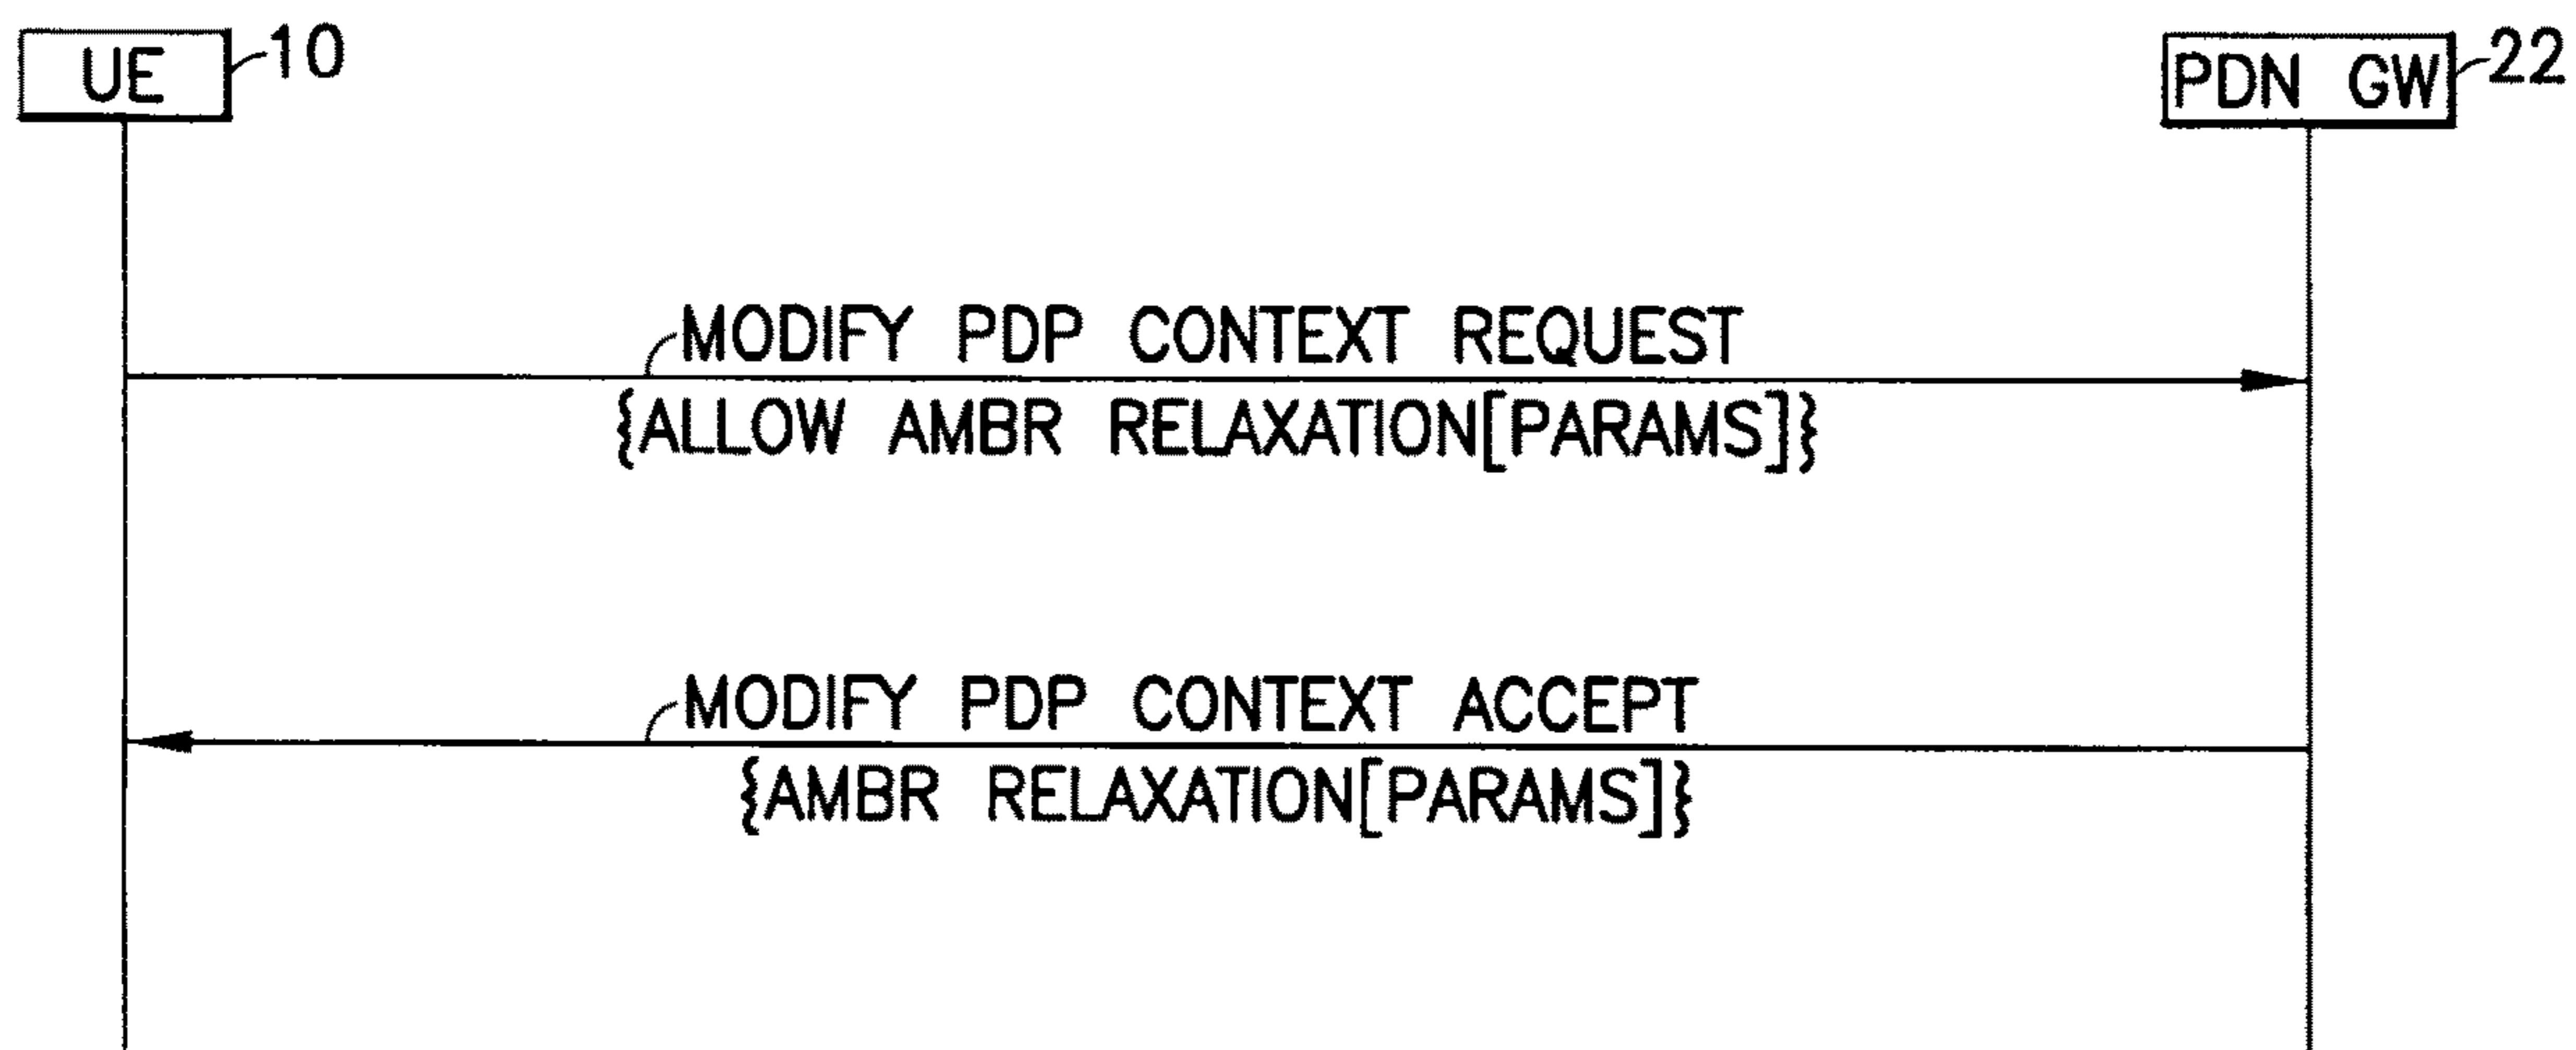 UE 10
PDN GW 22
MODIFY PDP CONTEXT REQUEST
{ALLOW AMBR RELAXATION[PARAMS]}
MODIFY PDP CONTEXT ACCEPT
{AMBR RELAXATION[PARAMS]}